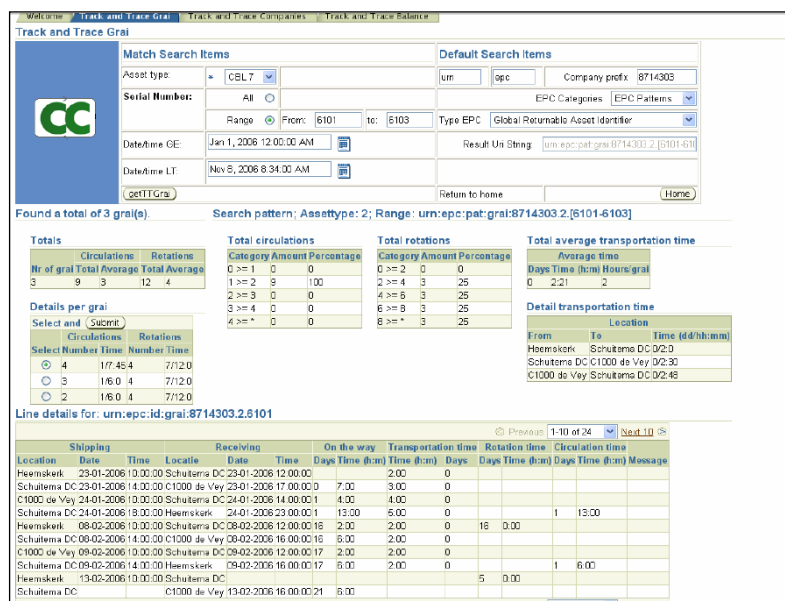 Welcome Track and Trace Grai Track and Trace Companies Track and Trace Balance
Track and Trace Grai
CC
Match Search Items Default Search Items
Asset type: * CBL 7 urn epc Company prefix 8714303
Serial Number: All EPC Categories EPC Patterns
Range From: 6101 to: 6103 Type EPC Global Returnable Asset Identifier
Date/time GE: Jan 1, 2006 12:00:00 AM Result Uri String: urn:epc:pat:grai:8714303.2.[6101-610
Date/time LT: Nov 8, 2006 8:34:00 AM
getTTGrai Return to home Home
Found a total of 3 grai(s). Search pattern; Assettype: 2; Range: urn:epc:pat:grai:8714303.2.[6101-6103]
Totals
Circulations Rotations
Nr of grai Total Average Total Average
3 9 3 12 4
Total circulations
Category Amount Percentage
0 >= 1 0 0
1 >= 2 9 100
2 >= 3 0 0
3 >= 4 0 0
4 >= * 0 0
Total rotations
Category Amount Percentage
0 >= 2 0 0
2 >= 4 3 25
4 >= 6 3 25
6 >= 8 3 25
8 >= * 3 25
Total average transportation time
Average time
Days Time (h:m) Hours/grai
0 2:21 2
Details per grai
Select and Submit
Circulations Rotations
Select Number Time Number Time
4 1/7:45 4 7/12:0
3 1/6:0 4 7/12:0
2 1/6:0 4 7/12:0
Detail transportation time
Location
From To Time (dd/hh:mm)
Heemskerk Schuitema DC 0/2:0
Schuitema DC C1000 de Vey 0/2:30
C1000 de Vey Schuitema DC 0/2:48
Line details for: urn:epc:id:grai:8714303.2.6101
Previous 1-10 of 24 Next 10
Shipping Receiving On the way Transportation time Rotation time Circulation time
Location Date Time Locatie Date Time Days Time (h:m) Time (h:m) Days Days Time (h:m) Days Time (h:m) Message
Heemskerk 23-01-2006 10:00:00 Schuitema DC 23-01-2006 12:00:00 2:00 0
Schuitema DC 23-01-2006 14:00:00 C1000 de Vey 23-01-2006 17:00:00 0 7:00 3:00 0
C1000 de Vey 24-01-2006 10:00:00 Schuitema DC 24-01-2006 14:00:00 1 4:00 4:00 0
Schuitema DC 24-01-2006 18:00:00 Heemskerk 24-01-2006 23:00:00 1 13:00 5:00 0 1 13:00
Heemskerk 08-02-2006 10:00:00 Schuitema DC 08-02-2006 12:00:00 16 2:00 2:00 0 16 0:00
Schuitema DC 08-02-2006 14:00:00 C1000 de Vey 08-02-2006 16:00:00 16 6:00 2:00 0
C1000 de Vey 09-02-2006 10:00:00 Schuitema DC 09-02-2006 12:00:00 17 2:00 2:00 0
Schuitema DC 09-02-2006 14:00:00 Heemskerk 09-02-2006 16:00:00 17 6:00 2:00 0 1 6:00
Heemskerk 13-02-2006 10:00:00 Schuitema DC 5 0:00
Schuitema DC C1000 de Vey 13-02-2006 16:00:00 21 6:00